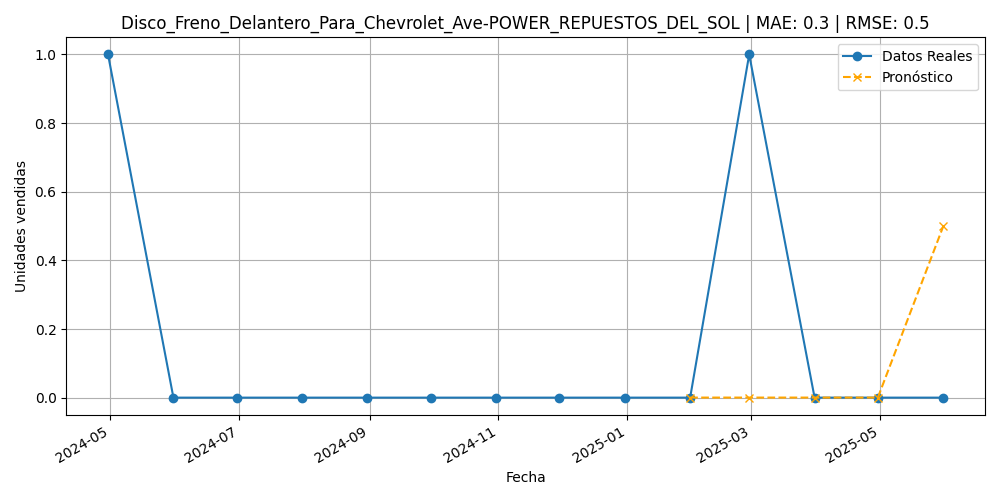 Disco_Freno_Delantero_Para_Chevrolet_Ave-POWER_REPUESTOS_DEL_SOL | MAE: 0.3 | RMSE: 0.5
Datos Reales
Pronóstico
Unidades vendidas
1.0
0.8
0.6
0.4
0.2
0.0
2024-05
2024-07
2024-09
2024-11
2025-01
2025-03
2025-05
Fecha